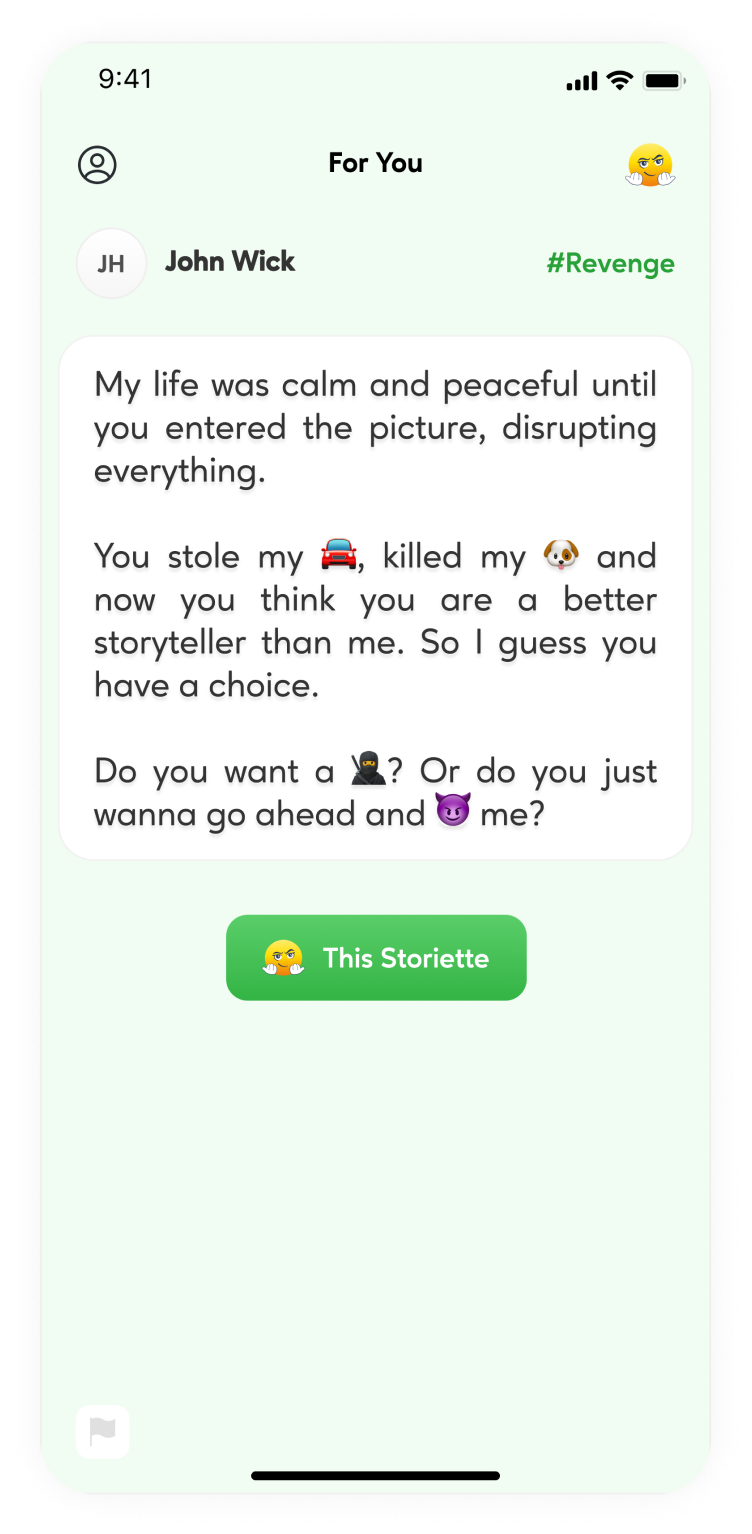 9:41
For You
JH
John Wick
#Revenge
My life was calm and peaceful until
you entered the picture, disrupting
everything.
You stole my 🚘, killed my 🐶 and
now you think you are a better
storyteller than me. So I guess you
have a choice.
Do you want a 🥷? Or do you just
wanna go ahead and 😈 me?
This Storiette